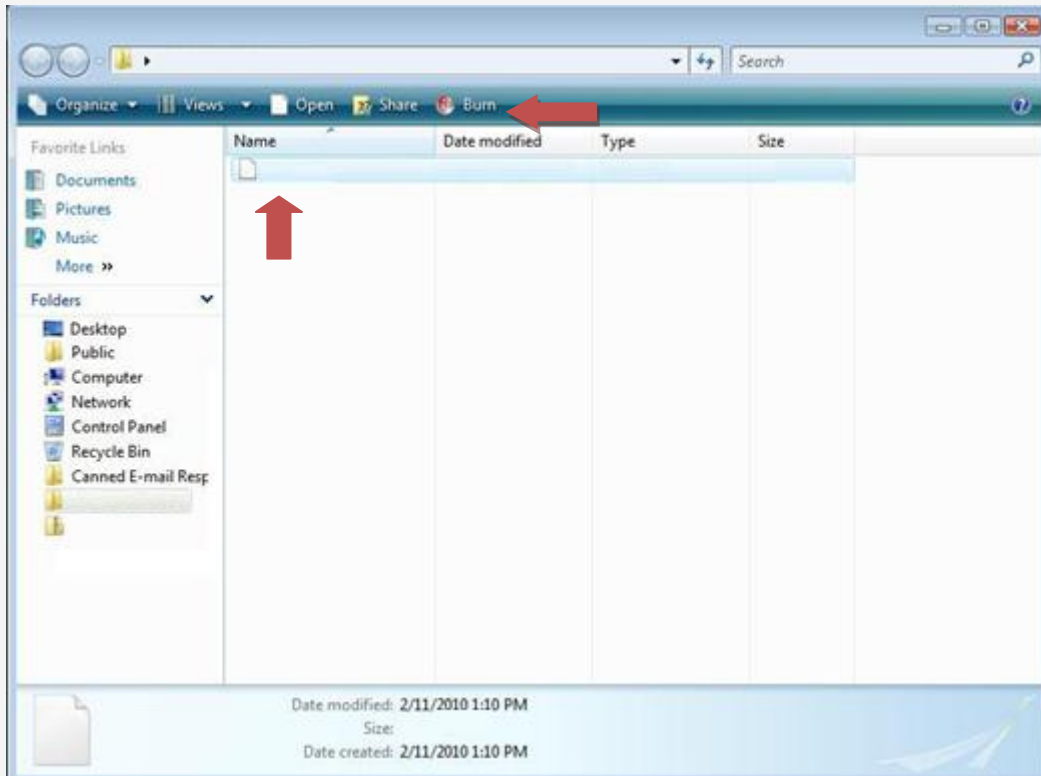 Search
Organize Views Open Share Burn
Favorite Links
Documents
Pictures
Music
More »
Folders
Desktop
Public
Computer
Network
Control Panel
Recycle Bin
Canned E-mail Resp
Name Date modified Type Size
Date modified: 2/11/2010 1:10 PM
Size:
Date created: 2/11/2010 1:10 PM